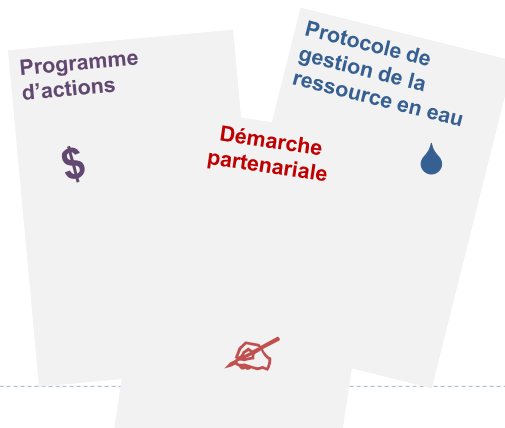 Programme
d’actions
$
Protocole de
gestion de la
ressource en eau
Démarche
partenariale